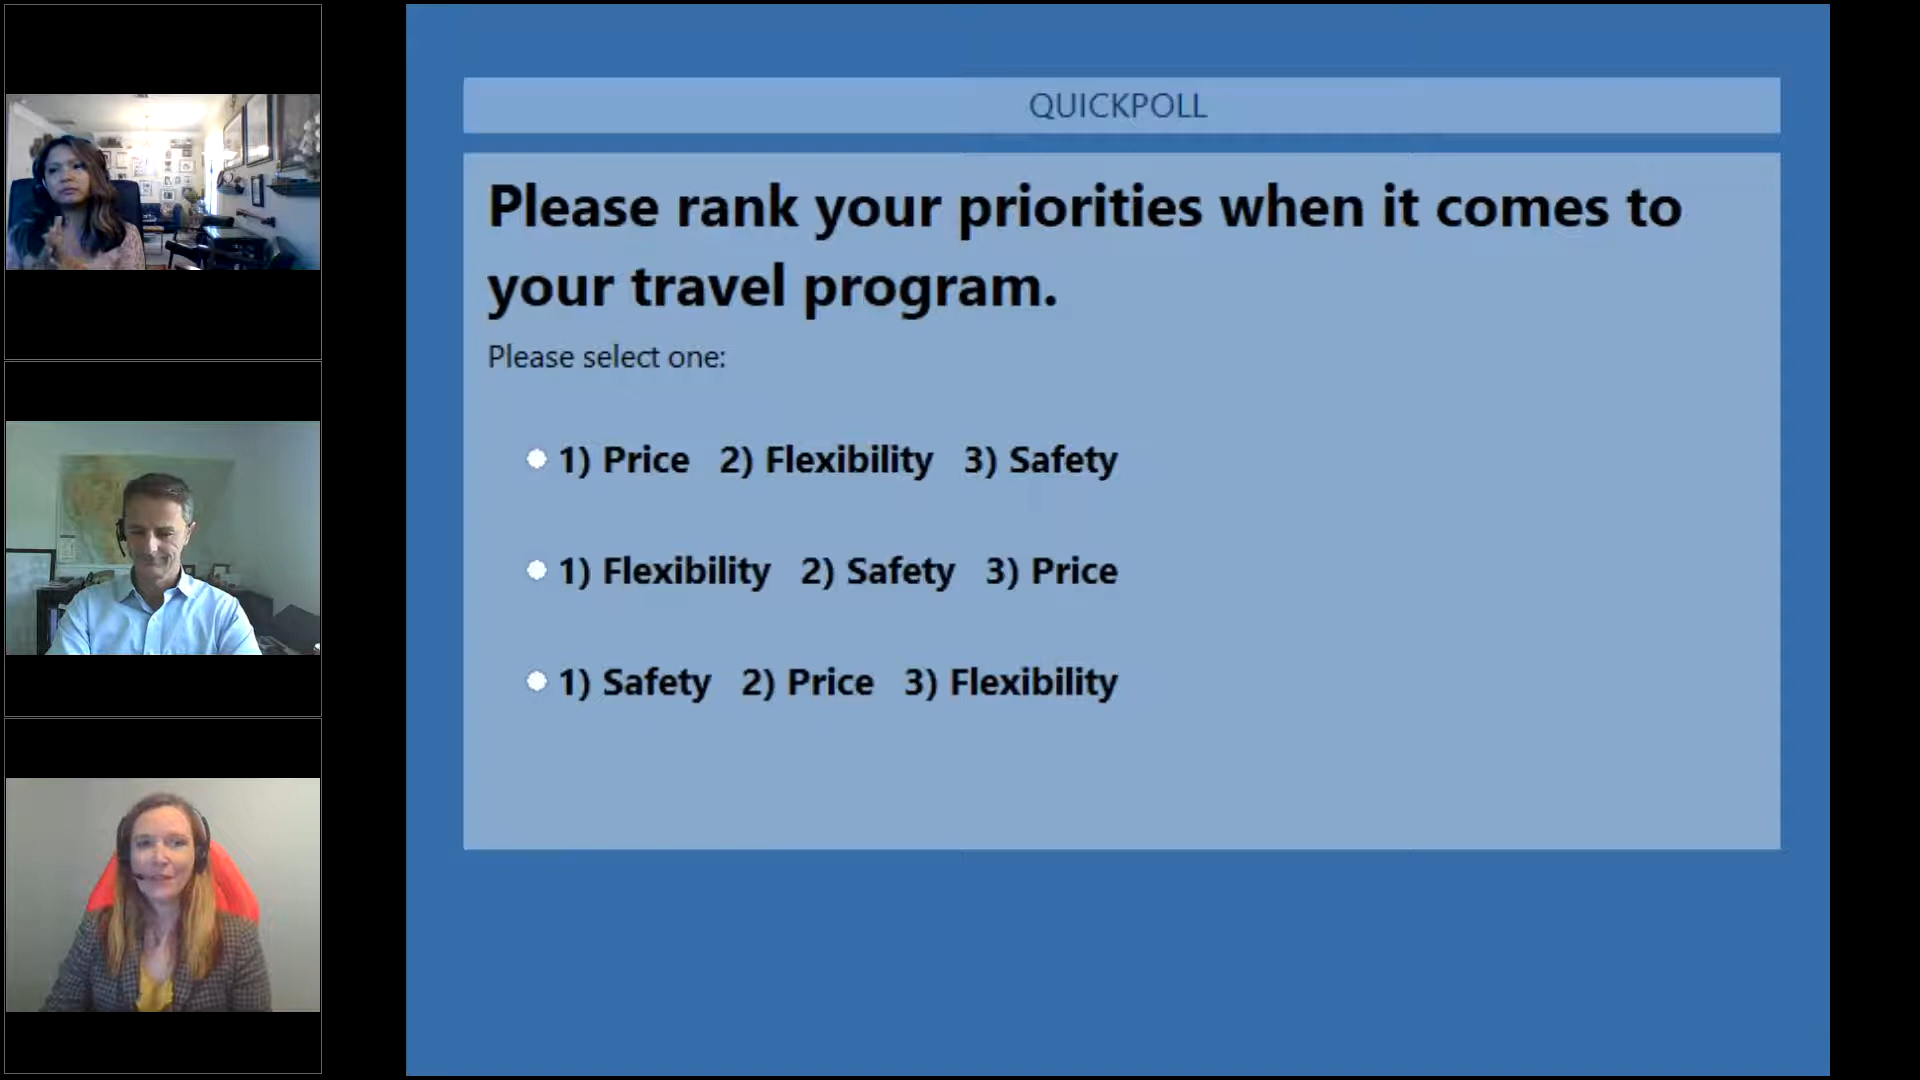 QUICKPOLL
Please rank your priorities when it comes to
your travel program.
Please select one:
1) Price 2) Flexibility 3) Safety
1) Flexibility 2) Safety 3) Price
1) Safety 2) Price 3) Flexibility